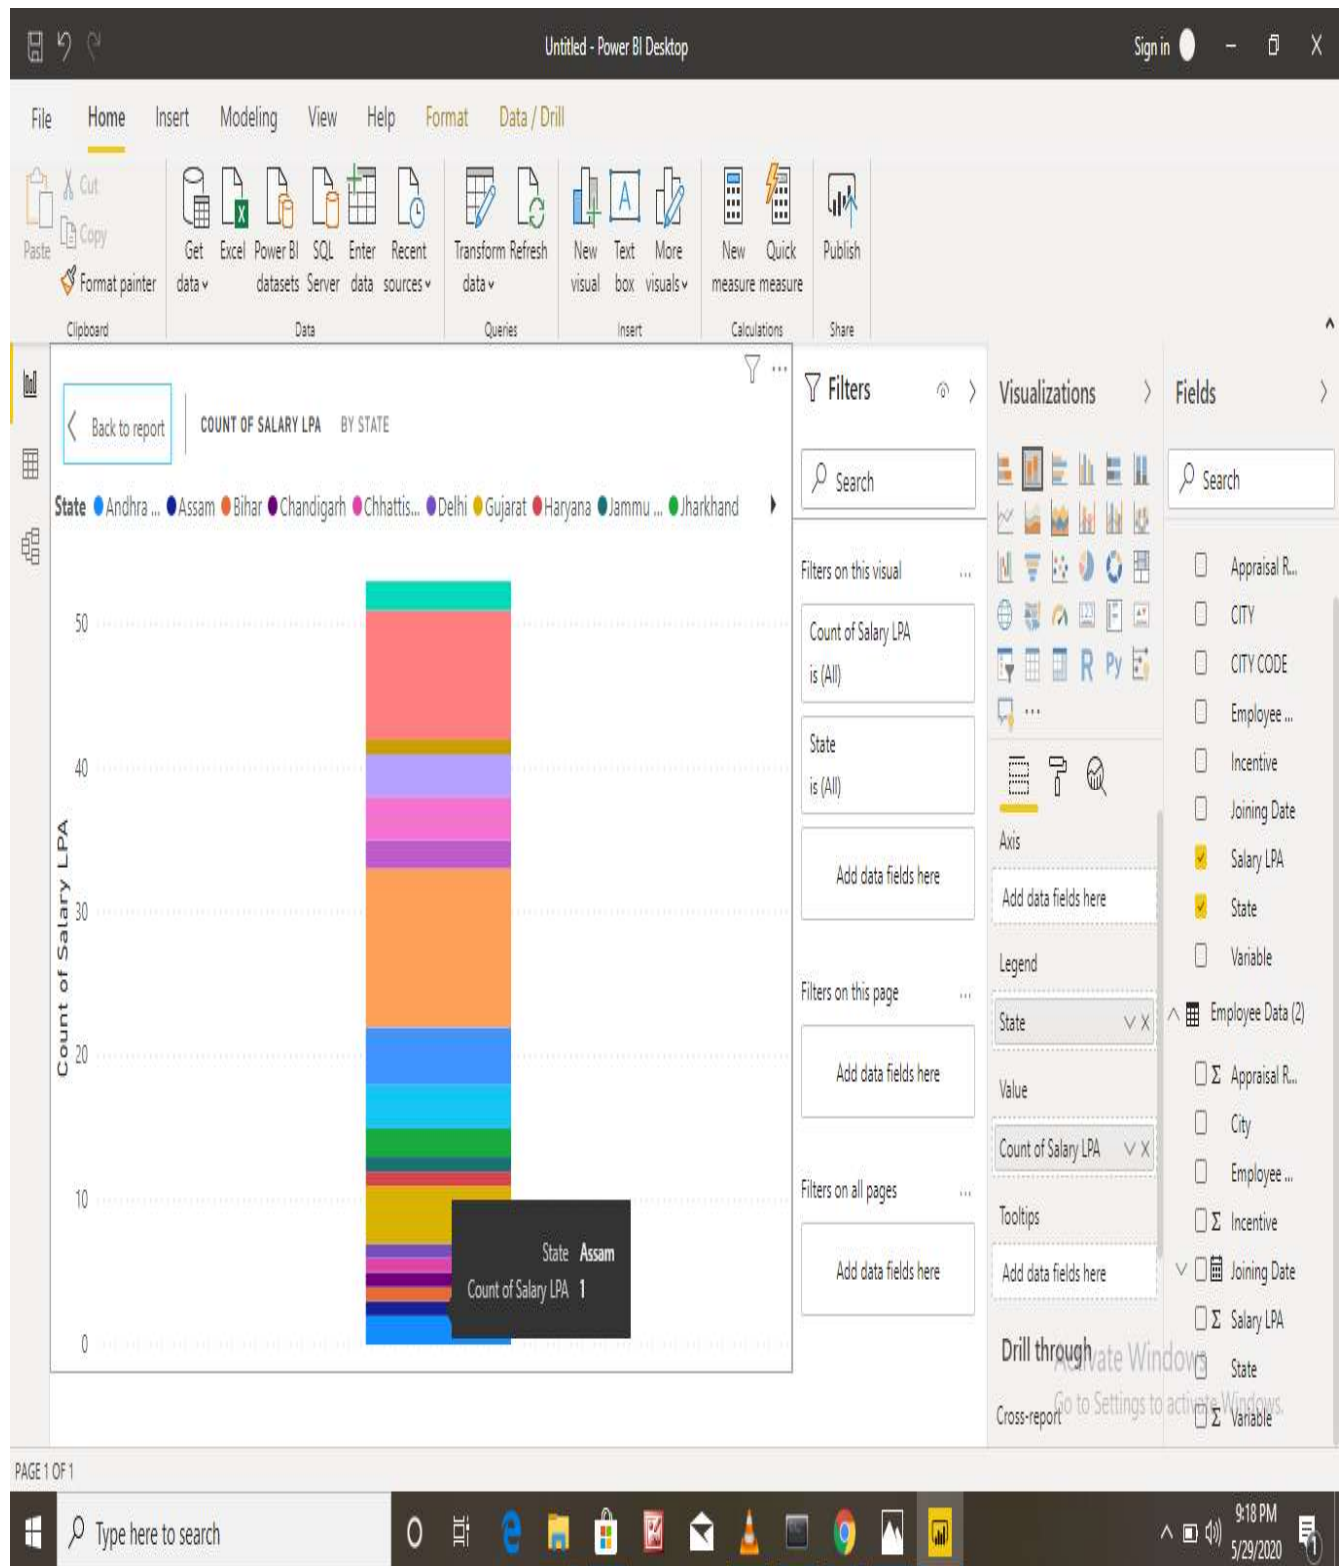 Untitled - Power BI Desktop
Sign in
File Home Insert Modeling View Help Format Data / Drill
Paste
Cut
Copy
Format painter
Clipboard
Get data
Excel
Power BI datasets
SQL Server
Enter data
Recent sources
Data
Transform data
Refresh
Queries
New visual
Text box
More visuals
Insert
New measure
Quick measure
Calculations
Publish
Share
Back to report
COUNT OF SALARY LPA BY STATE
State Andhra ... Assam Bihar Chandigarh Chhattis... Delhi Gujarat Haryana Jammu ... Jharkhand
Count of Salary LPA
50
40
30
20
10
0
State Assam
Count of Salary LPA 1
Filters
Search
Filters on this visual ...
Count of Salary LPA
is (All)
State
is (All)
Add data fields here
Filters on this page ...
Add data fields here
Filters on all pages ...
Add data fields here
Visualizations
R Py
...
Axis
Add data fields here
Legend
State
Value
Count of Salary LPA
Tooltips
Add data fields here
Drill through
Cross-report
Fields
Search
Appraisal R...
CITY
CITY CODE
Employee ...
Incentive
Joining Date
Salary LPA
State
Variable
Employee Data (2)
Σ Appraisal R...
City
Employee ...
Σ Incentive
Joining Date
Σ Salary LPA
State
Σ Variable
Activate Windows
Go to Settings to activate Windows.
PAGE 1 OF 1
Type here to search
9:18 PM
5/29/2020